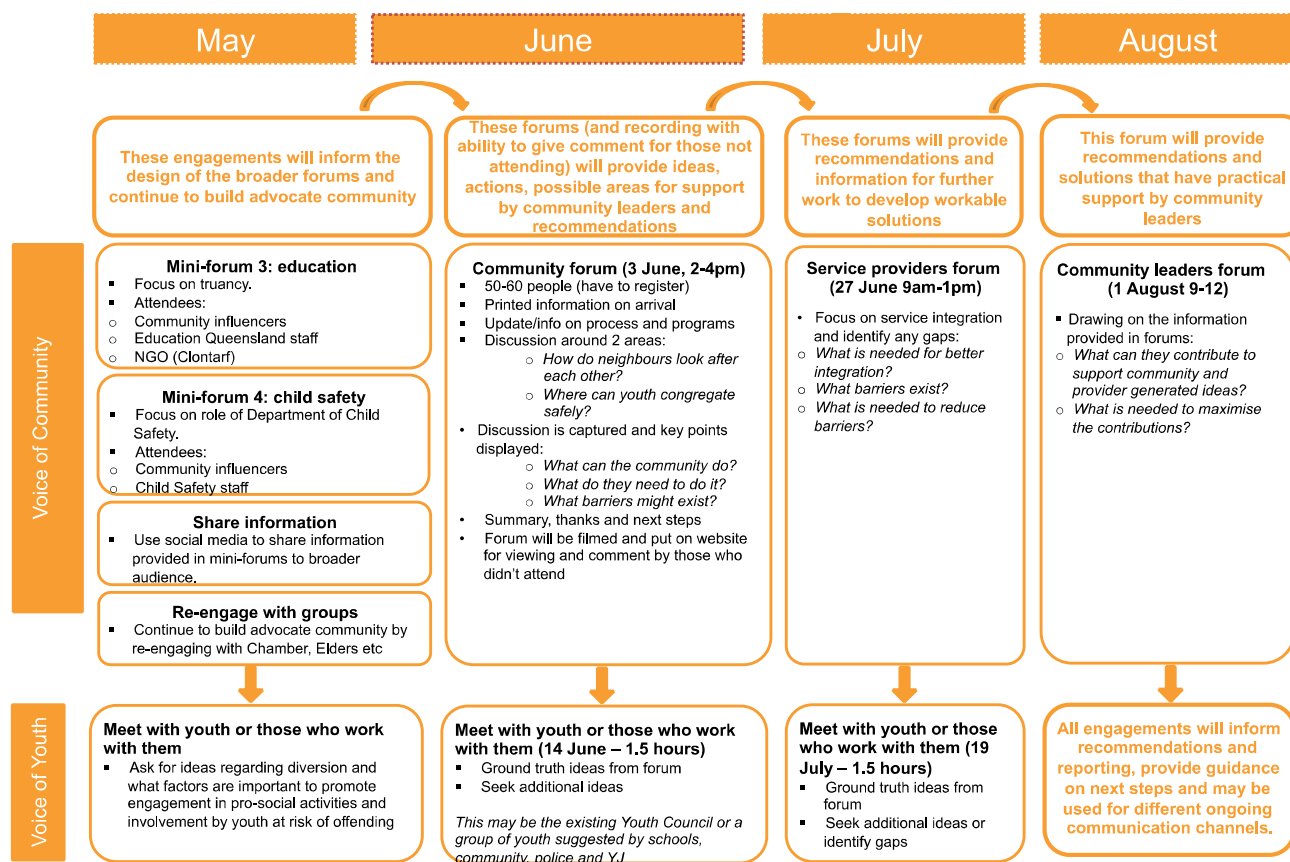 May
June
July
August
These engagements will inform the
design of the broader forums and
continue to build advocate community
These forums (and recording with
ability to give comment for those not
attending) will provide ideas,
actions, possible areas for support
by community leaders and
recommendations
These forums will provide
recommendations and
information for further
work to develop workable
solutions
This forum will provide
recommendations and
solutions that have practical
support by community
leaders
Voice of Community
Mini-forum 3: education
▪ Focus on truancy.
▪ Attendees:
o Community influencers
o Education Queensland staff
o NGO (Clontarf)
Mini-forum 4: child safety
▪ Focus on role of Department of Child
Safety.
▪ Attendees:
o Community influencers
o Child Safety staff
Share information
▪ Use social media to share information
provided in mini-forums to broader
audience.
Re-engage with groups
▪ Continue to build advocate community by
re-engaging with Chamber, Elders etc
Community forum (3 June, 2-4pm)
▪ 50-60 people (have to register)
▪ Printed information on arrival
▪ Update/info on process and programs
▪ Discussion around 2 areas:
o How do neighbours look after
each other?
o Where can youth congregate
safely?
• Discussion is captured and key points
displayed:
o What can the community do?
o What do they need to do it?
o What barriers might exist?
• Summary, thanks and next steps
• Forum will be filmed and put on website
for viewing and comment by those who
didn't attend
Service providers forum
(27 June 9am-1pm)
• Focus on service integration
and identify any gaps:
o What is needed for better
integration?
o What barriers exist?
o What is needed to reduce
barriers?
Community leaders forum
(1 August 9-12)
▪ Drawing on the information
provided in forums:
o What can they contribute to
support community and
provider generated ideas?
o What is needed to maximise
the contributions?
Voice of Youth
Meet with youth or those who work
with them
▪ Ask for ideas regarding diversion and
what factors are important to promote
engagement in pro-social activities and
involvement by youth at risk of offending
Meet with youth or those who work
with them (14 June – 1.5 hours)
▪ Ground truth ideas from forum
▪ Seek additional ideas
This may be the existing Youth Council or a
group of youth suggested by schools,
community, police and YJ
Meet with youth or those
who work with them (19
July – 1.5 hours)
▪ Ground truth ideas from
forum
▪ Seek additional ideas or
identify gaps
All engagements will inform
recommendations and
reporting, provide guidance
on next steps and may be
used for different ongoing
communication channels.